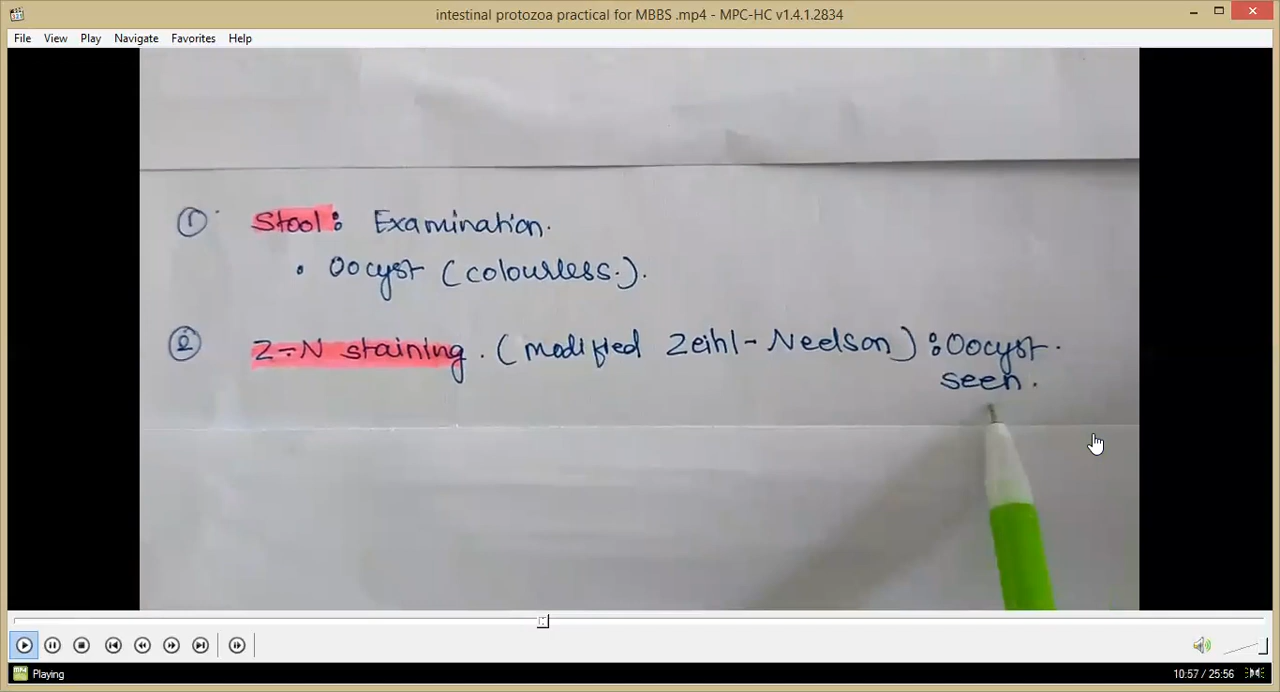 intestinal protozoa practical for MBBS .mp4 - MPC-HC v1.4.1.2834
File View Play Navigate Favorites Help
① Stool: Examination.
• Oocyst (colourless.).
② Z-N staining. (modified Zeihl-Neelson) : Oocyst.
seen.
Playing 10:57 / 25:56